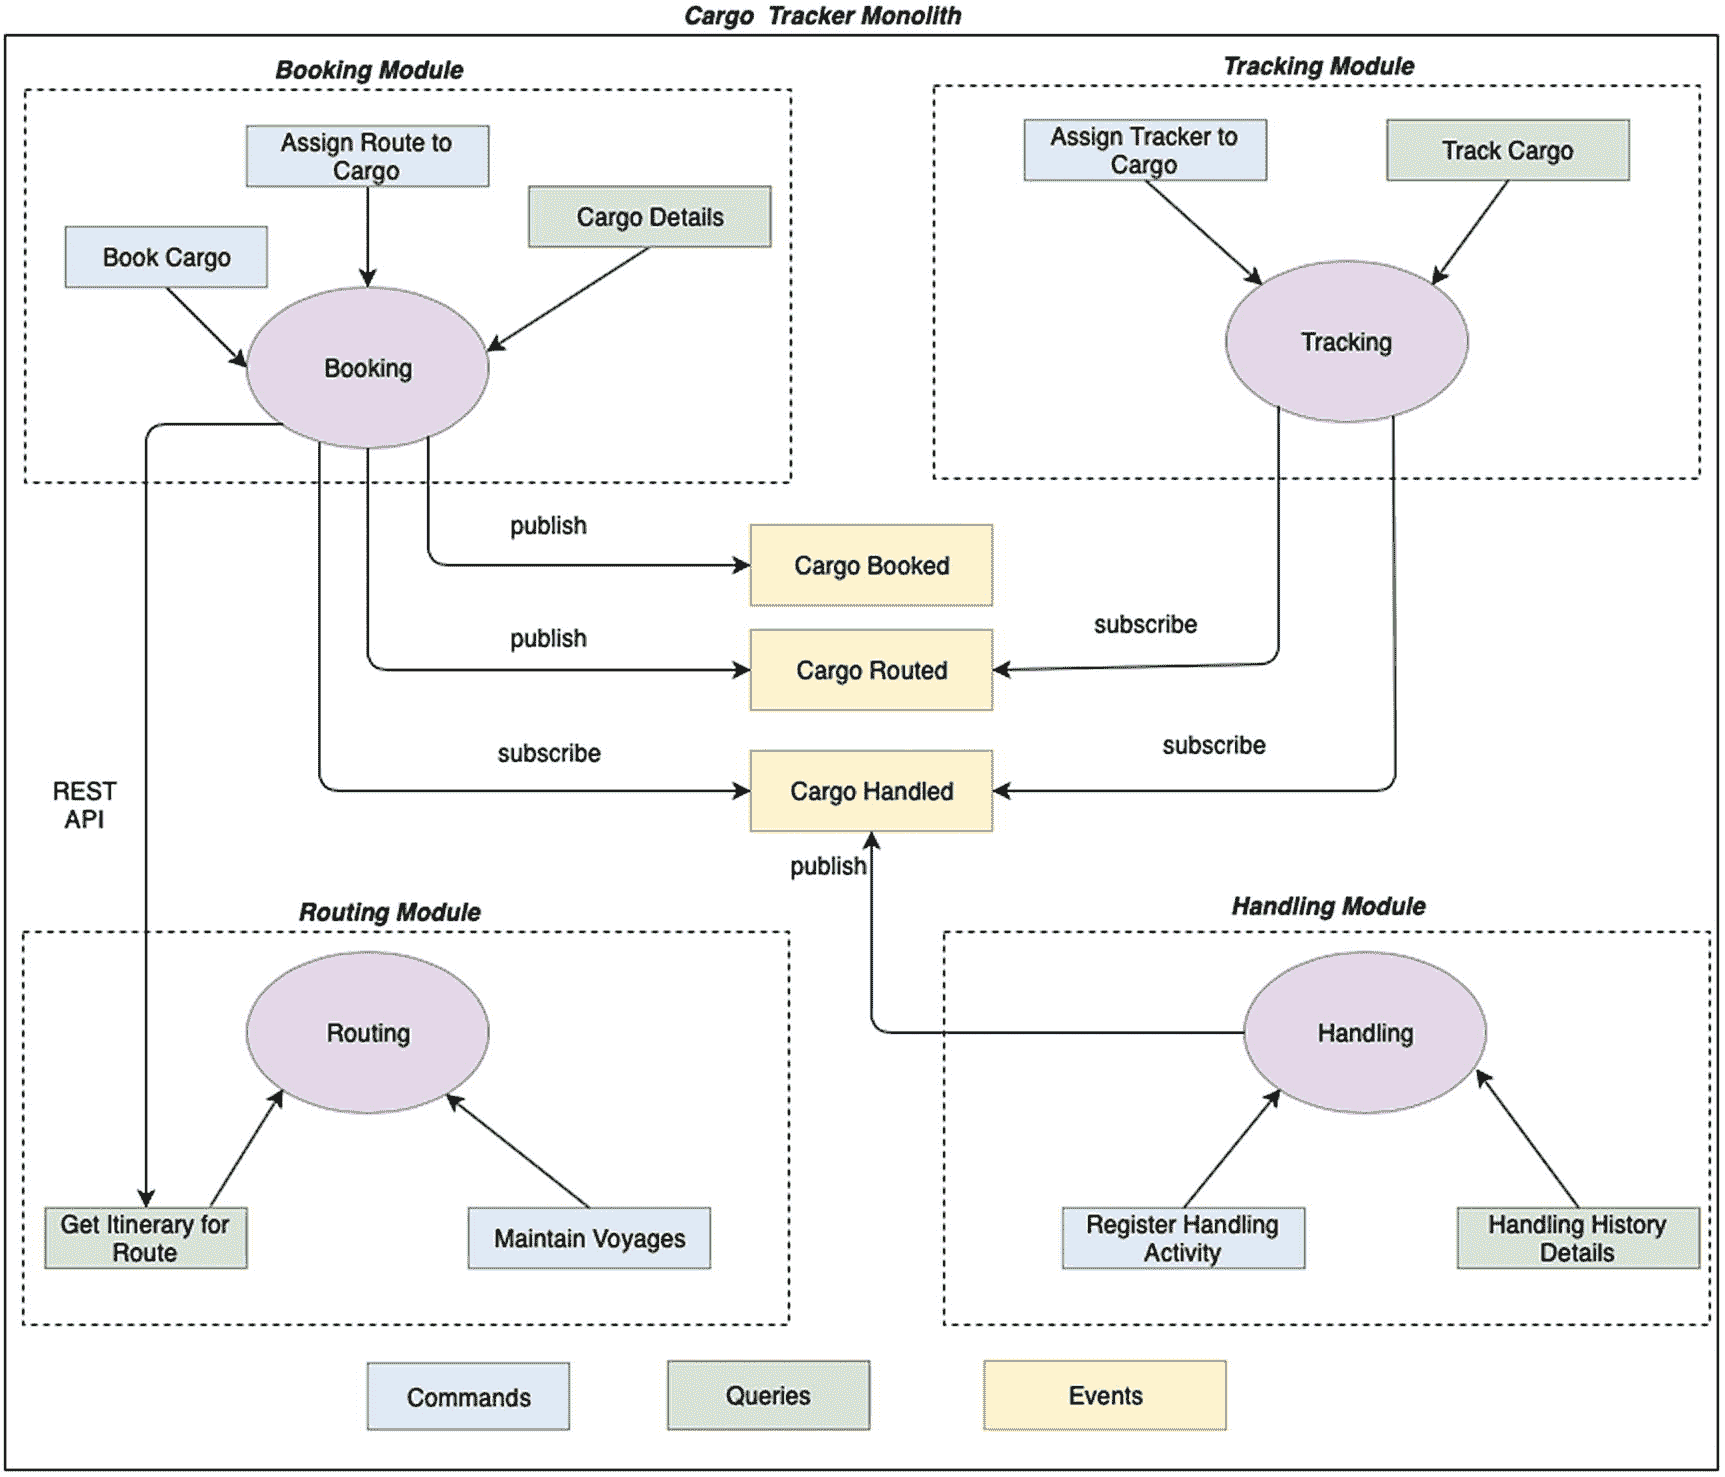 Cargo Tracker Monolith
Booking Module
Tracking Module
Assign Route to
Cargo
Cargo Details
Book Cargo
Booking
Assign Tracker to
Cargo
Track Cargo
Tracking
publish
Cargo Booked
publish
Cargo Routed
subscribe
subscribe
Cargo Handled
subscribe
REST
API
publish
Routing Module
Handling Module
Routing
Handling
Get Itinerary for
Route
Maintain Voyages
Register Handling
Activity
Handling History
Details
Commands
Queries
Events